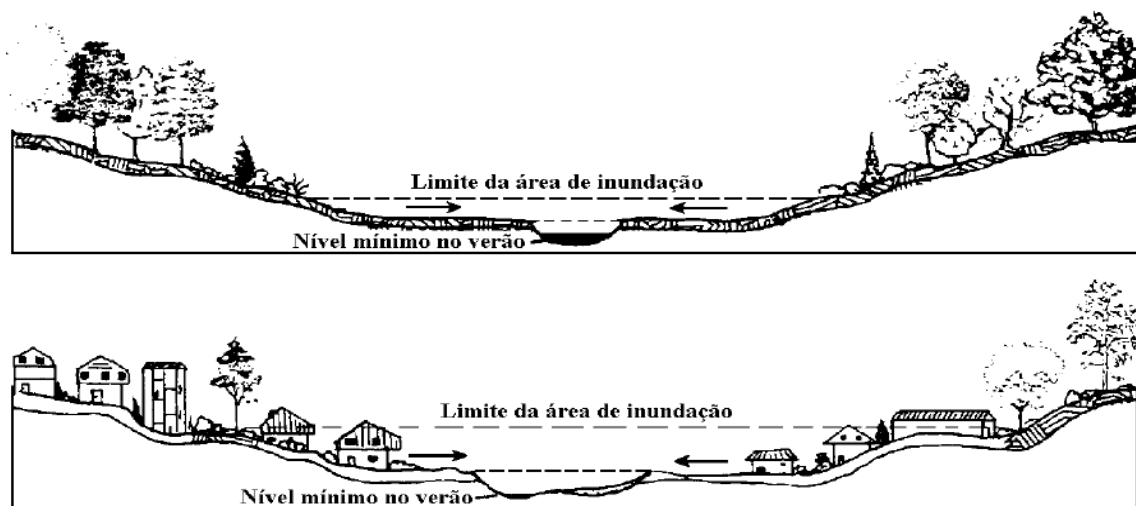 Limite da área de inundação
Nível mínimo no verão
Limite da área de inundação
Nível mínimo no verão